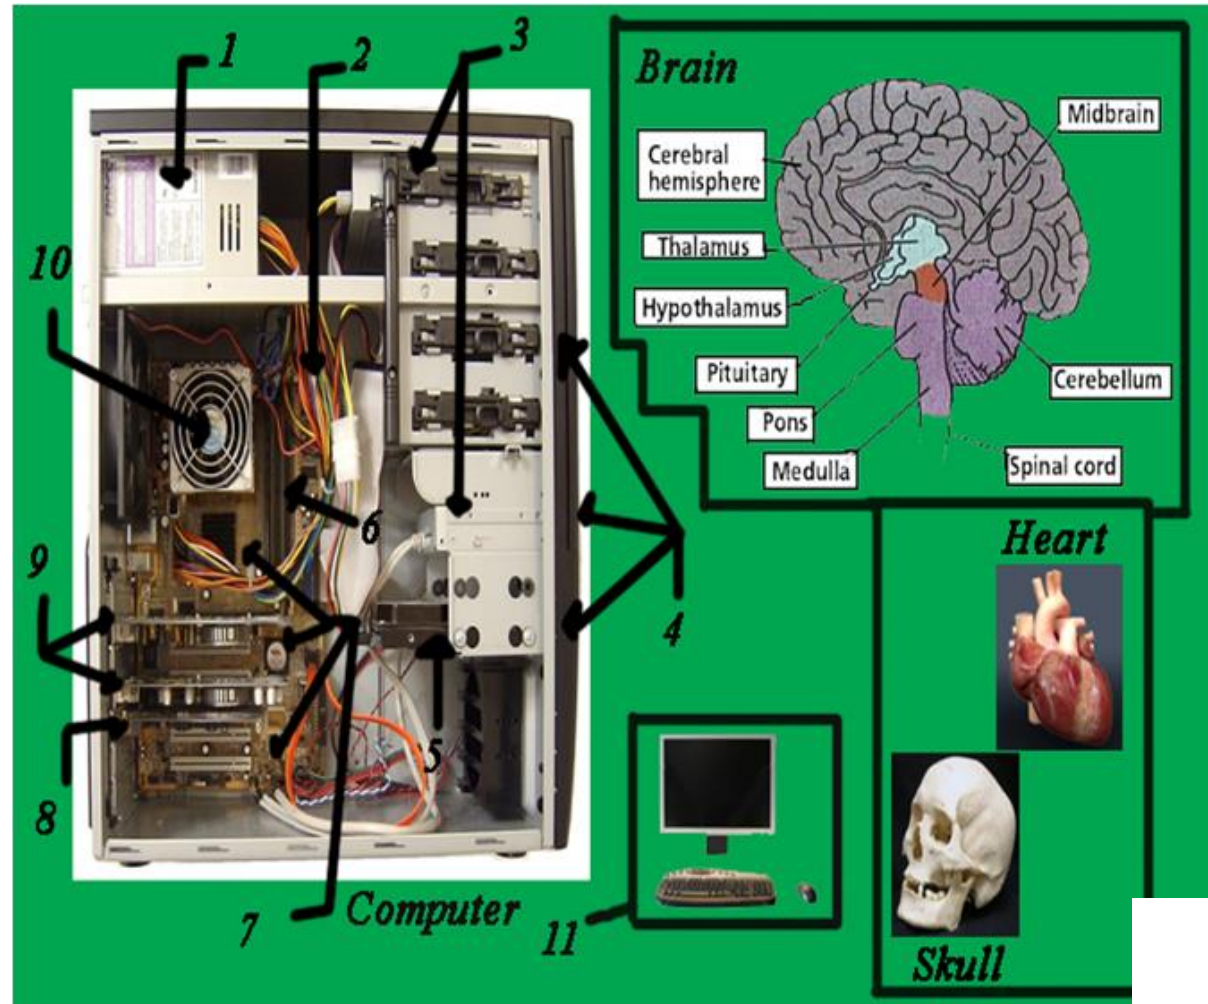 1
2
3
Brain
Midbrain
Cerebral
hemisphere
Thalamus
10
Hypothalamus
Pituitary
Cerebellum
Pons
Medulla
Spinal cord
6
Heart
9
4
5
8
7
Computer
11
Skull